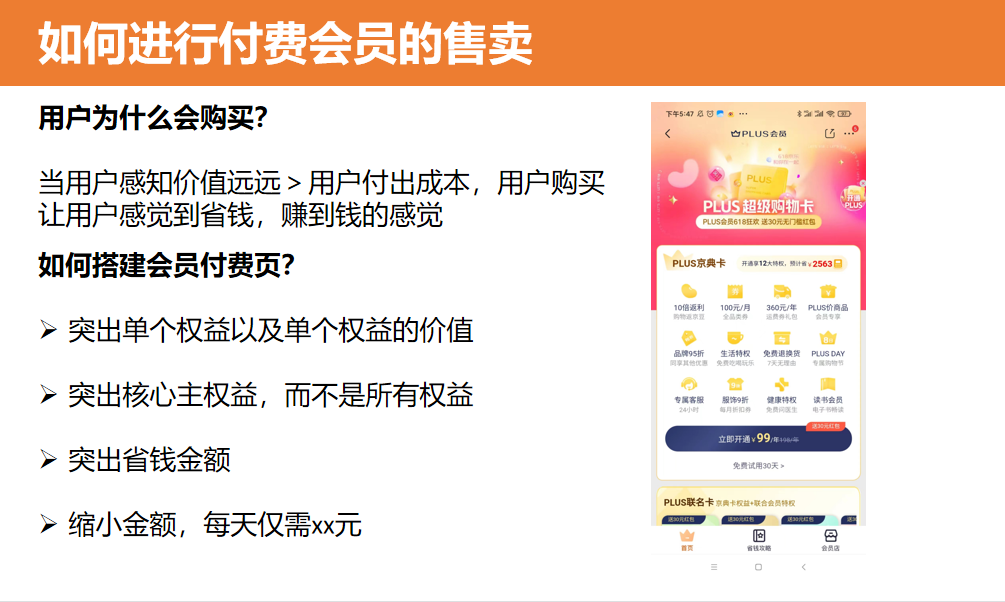 如何进行付费会员的售卖
用户为什么会购买？
当用户感知价值远远 > 用户付出成本，用户购买
让用户感觉到省钱，赚到钱的感觉
如何搭建会员付费页？
➢ 突出单个权益以及单个权益的价值
➢ 突出核心主权益，而不是所有权益
➢ 突出省钱金额
➢ 缩小金额，每天仅需xx元
下午5:47
PLUS会员
PLUS
PLUS 超级购物卡
开通PLUS
PLUS会员618狂欢 送30元无门槛红包
PLUS京典卡 开通享12大特权，预计省¥2563
10倍返利 100元/月 360元/年 PLUS价商品
购物返京豆 全品类券 运费券礼包 会员专享
品牌95折 生活特权 免费退换货 PLUS DAY
同享其他优惠 免费吃喝玩乐 7天无理由 专属购物节
专属客服 服饰9折 健康特权 读书会员
24小时 每月折扣券 免费问医生 电子书畅读
送30元红包
立即开通 ¥99/年 198/年
免费试用30天 >
PLUS联名卡 京典卡权益+联合会员特权
送30元红包 送30元红包 送30元红包 送3
首页 省钱攻略 会员店